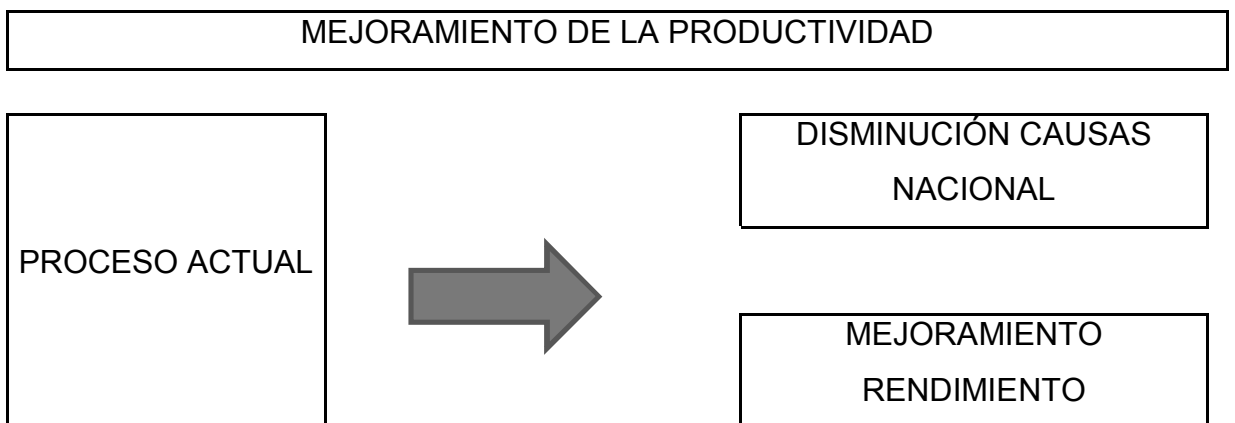 MEJORAMIENTO DE LA PRODUCTIVIDAD
PROCESO ACTUAL
DISMINUCIÓN CAUSAS
NACIONAL
MEJORAMIENTO
RENDIMIENTO